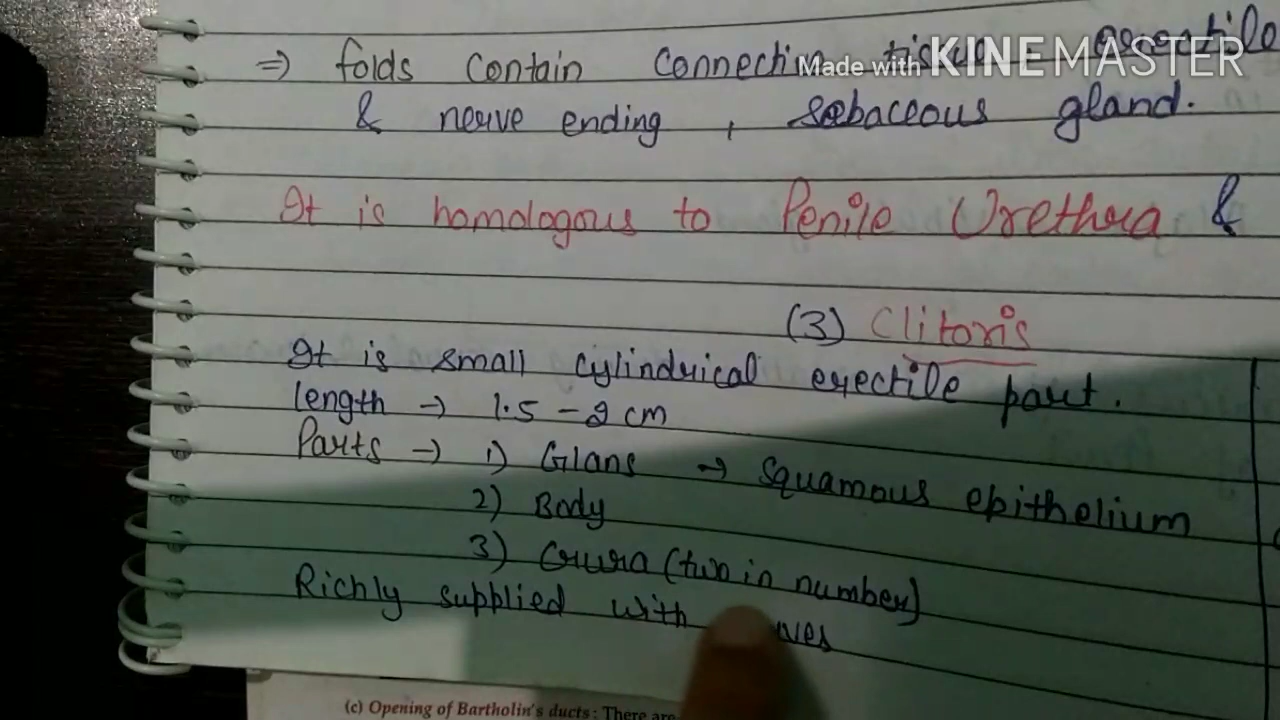 ⇒ folds contain connective tissue erectile
Made with KINEMASTER
& nerve ending , sebaceous gland.
It is homologous to Penile Urethra &
(3) Clitoris
It is small cylindrical erectile part.
length → 1.5 - 2 cm
Parts → 1) Glans → squamous epithelium
2) Body
3) Crura (two in number)
Richly supplied with
(c) Opening of Bartholin's ducts : There are